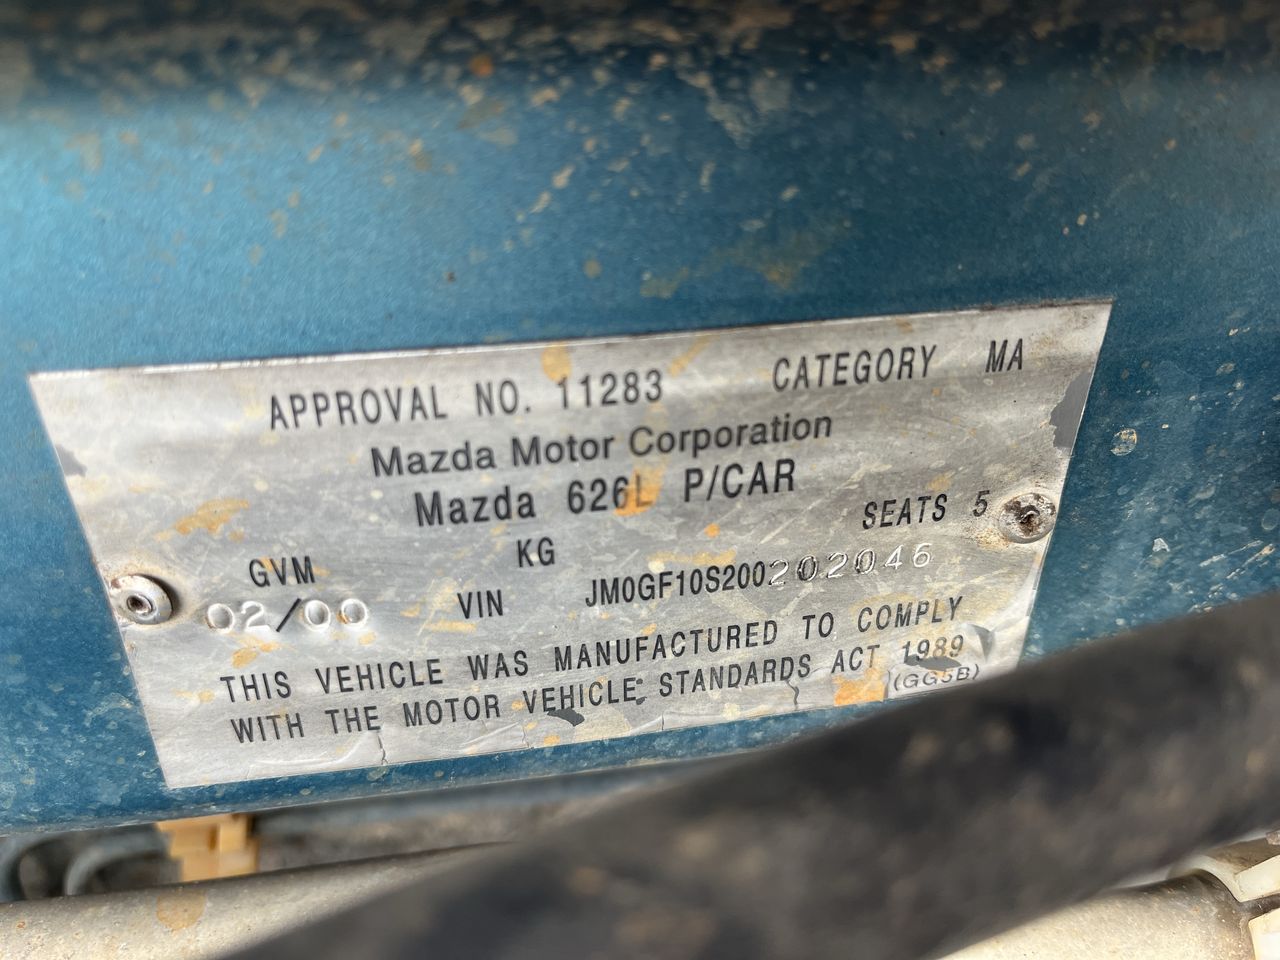 APPROVAL NO. 11283 CATEGORY MA
Mazda Motor Corporation
Mazda 626L P/CAR
SEATS 5
GVM KG
02/00 VIN JM0GF10S200202046
THIS VEHICLE WAS MANUFACTURED TO COMPLY
WITH THE MOTOR VEHICLE STANDARDS ACT 1989
(GG5B)